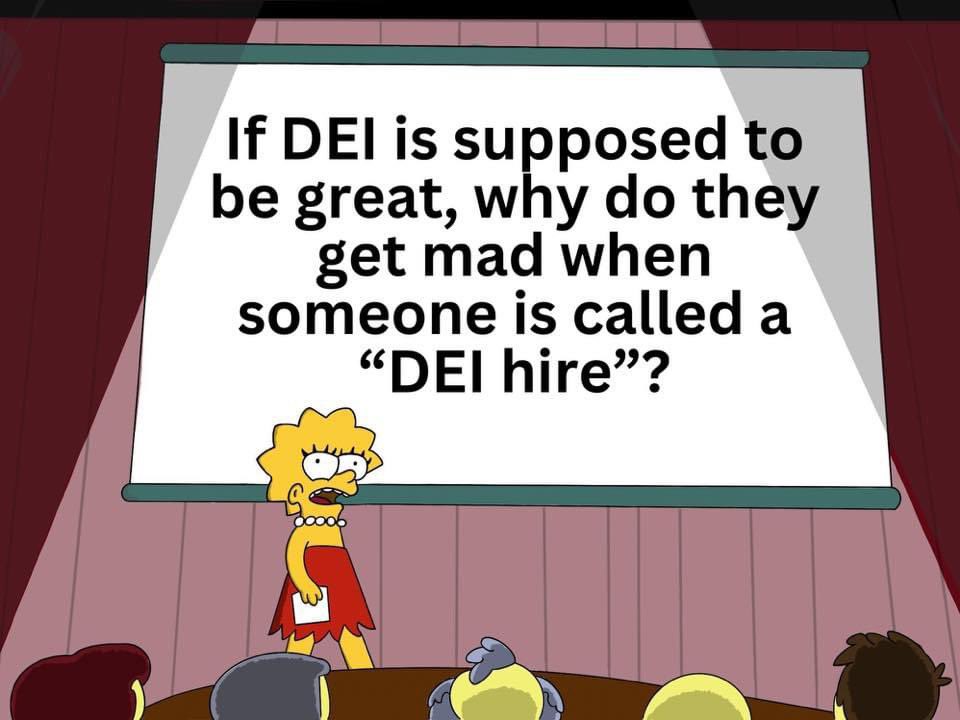 If DEI is supposed to
be great, why do they
get mad when
someone is called a
“DEI hire”?